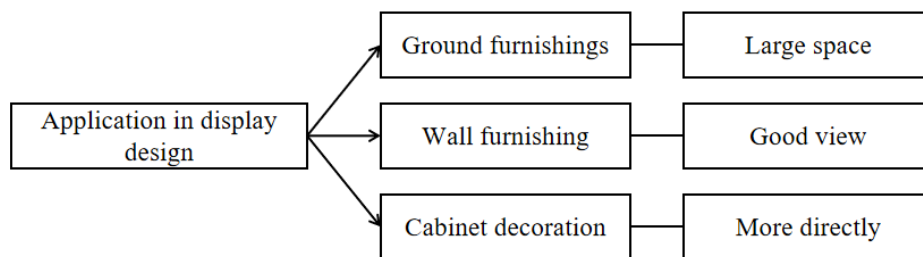 Application in display
design
Ground furnishings
Large space
Wall furnishing
Good view
Cabinet decoration
More directly